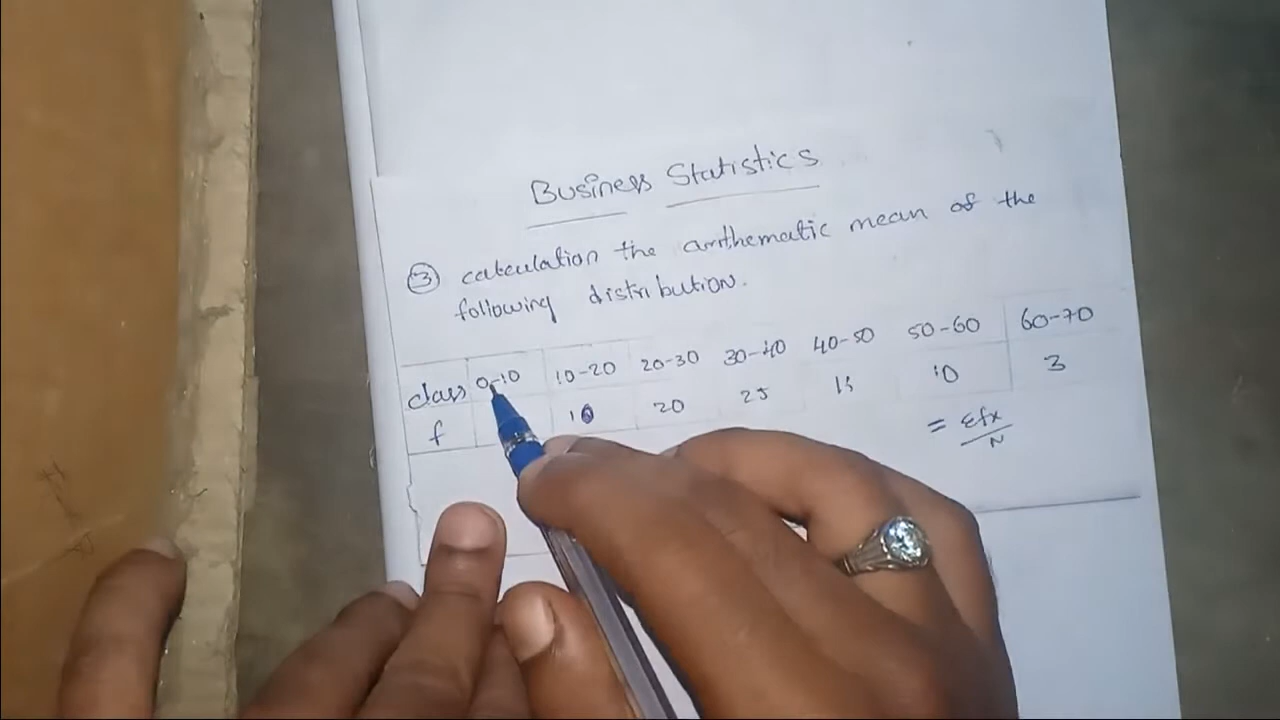 Business Statistics
③ calculation the arithematic mean of the
following distribution.
class 0-10 10-20 20-30 30-40 40-50 50-60 60-70
f 10 20 25 15 10 3
= Σfx
N